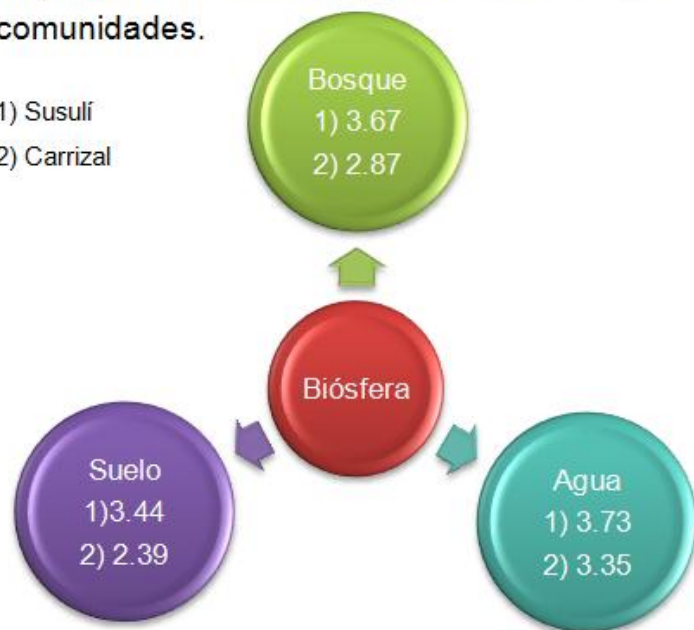 comunidades.
1) Susulí
2) Carrizal
Bosque
1) 3.67
2) 2.87
Biósfera
Suelo
1)3.44
2) 2.39
Agua
1) 3.73
2) 3.35